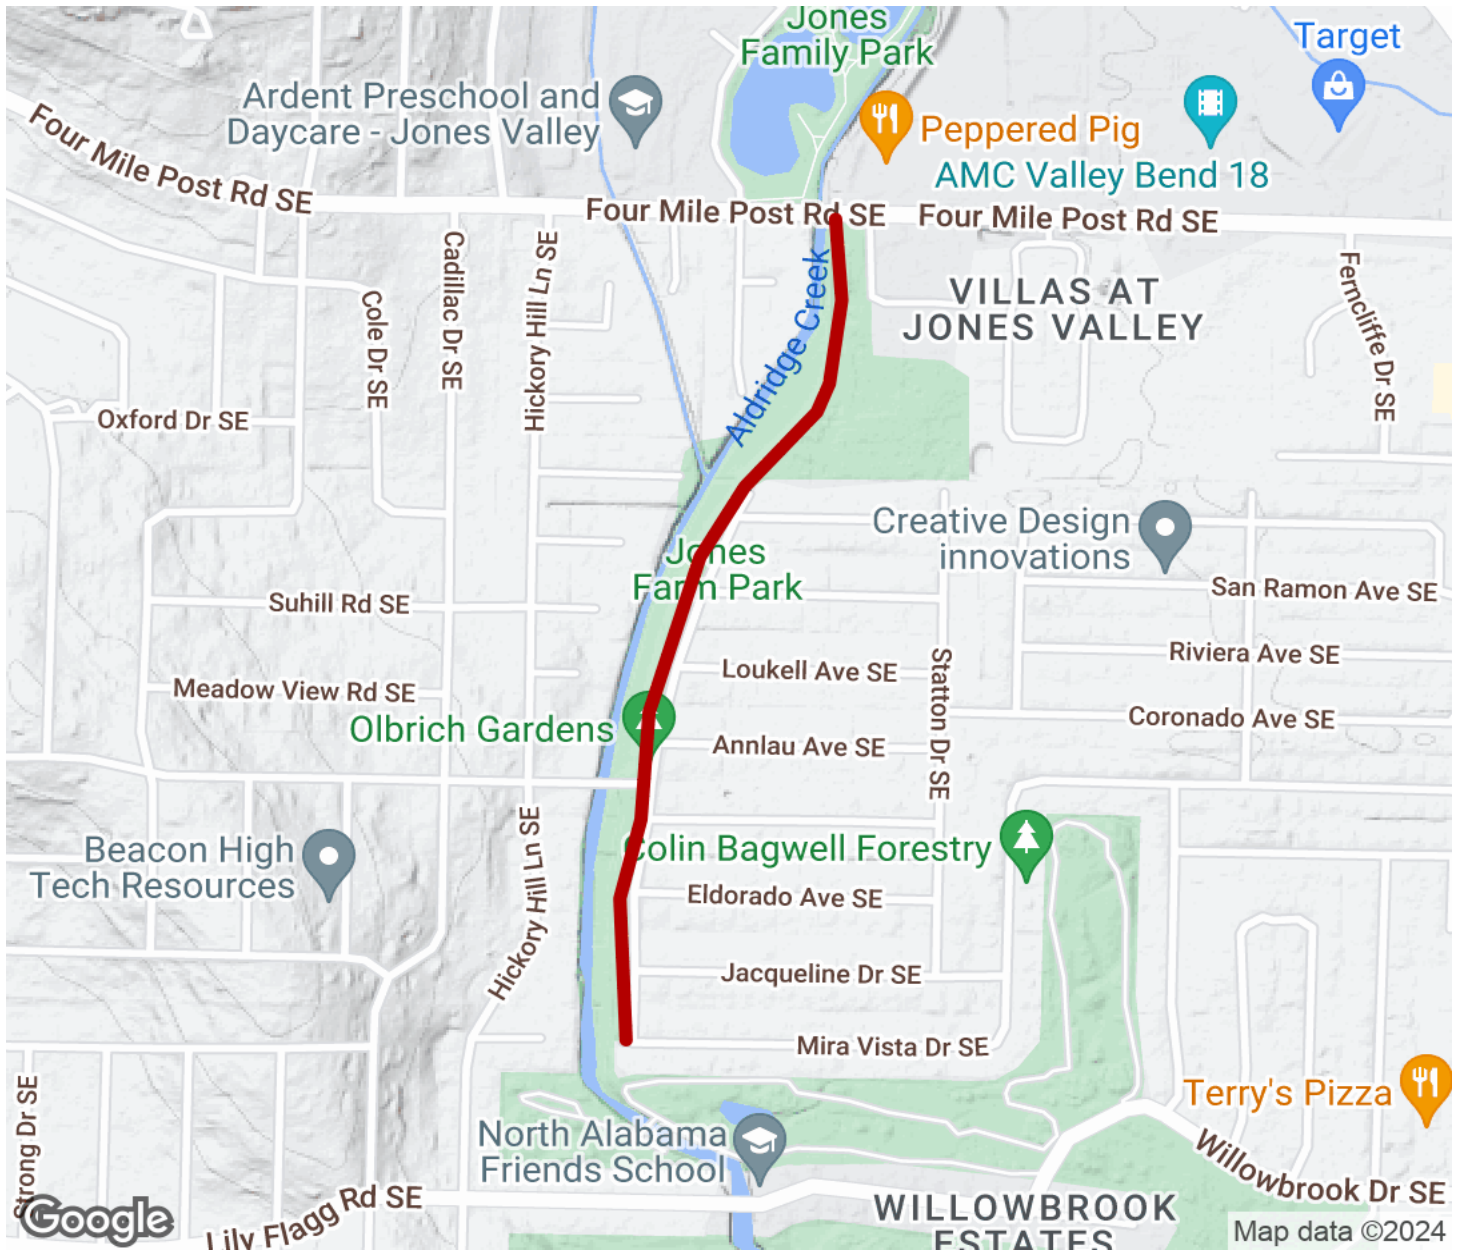 Jones
Family Park
Target
Ardent Preschool and
Daycare - Jones Valley
Peppered Pig
AMC Valley Bend 18
Four Mile Post Rd SE
Four Mile Post Rd SE
Four Mile Post Rd SE
Cadillac Dr SE
Hickory Hill Ln SE
Cole Dr SE
Aldridge Creek
VILLAS AT
JONES VALLEY
Ferncliffe Dr SE
Oxford Dr SE
Creative Design
innovations
Jones
Farm Park
San Ramon Ave SE
Suhill Rd SE
Riviera Ave SE
Loukell Ave SE
Statton Dr SE
Meadow View Rd SE
Coronado Ave SE
Olbrich Gardens
Annlau Ave SE
Hickory Hill Ln SE
Colin Bagwell Forestry
Beacon High
Tech Resources
Eldorado Ave SE
Jacqueline Dr SE
Mira Vista Dr SE
Terry's Pizza
Strong Dr SE
North Alabama
Friends School
Willowbrook Dr SE
Lily Flagg Rd SE
WILLOWBROOK
ESTATES
Google
Map data ©2024